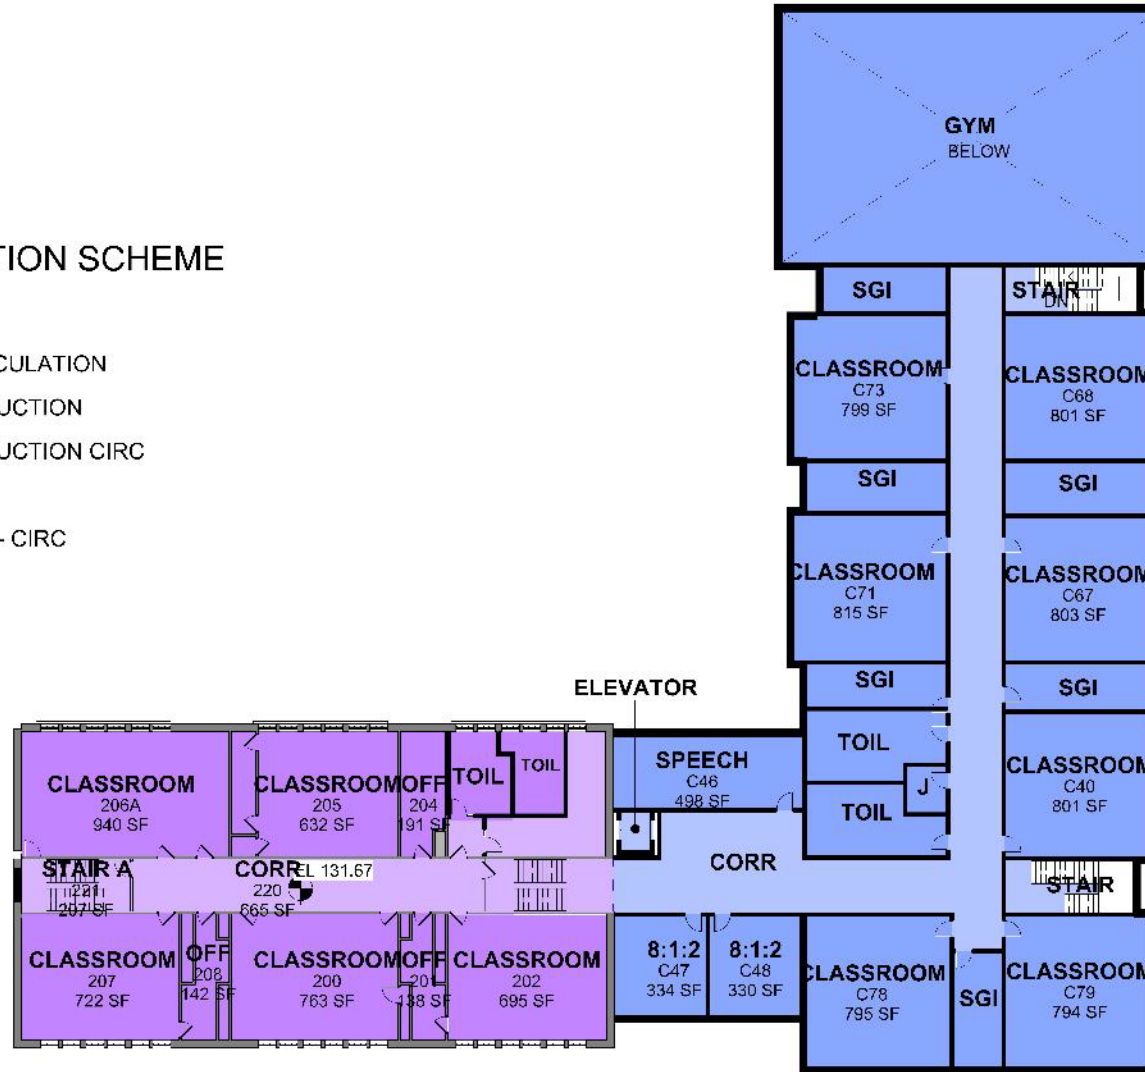 GYM
BELOW
TION SCHEME
SGI
STAIR
DN
CULATION
CLASSROOM
C73
799 SF
CLASSROOM
C68
801 SF
UCTION
UCTION CIRC
SGI
SGI
- CIRC
CLASSROOM
C71
815 SF
CLASSROOM
C67
803 SF
SGI
SGI
ELEVATOR
TOIL
SPEECH
C46
498 SF
CLASSROOM
206A
940 SF
CLASSROOM
205
632 SF
OFF
204
191 SF
TOIL
TOIL
J
CLASSROOM
C40
801 SF
TOIL
STAIR A
221
207 SF
CORR
220
665 SF
EL 131.67
CORR
STAIR
CLASSROOM
207
722 SF
OFF
208
142 SF
CLASSROOM
200
763 SF
OFF
201
138 SF
CLASSROOM
202
695 SF
8:1:2
C47
334 SF
8:1:2
C48
330 SF
CLASSROOM
C78
795 SF
SGI
CLASSROOM
C79
794 SF